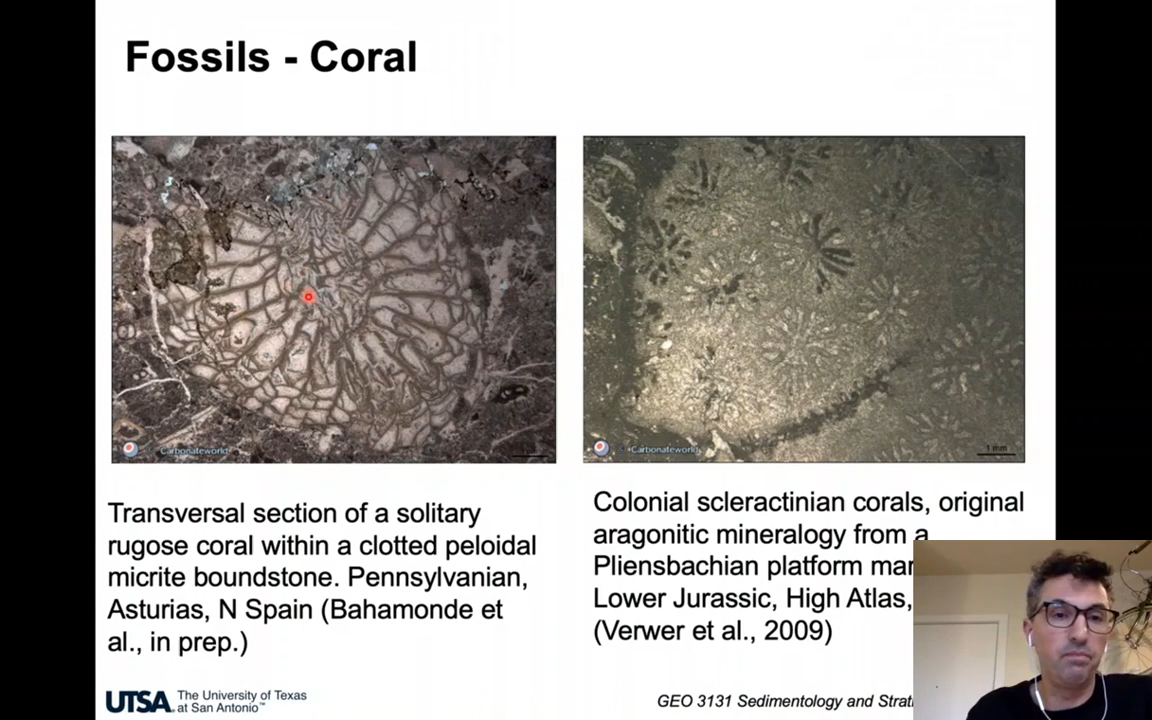 Fossils - Coral
Carbonateworld
Carbonateworld
1 mm
Transversal section of a solitary
rugose coral within a clotted peloidal
micrite boundstone. Pennsylvanian,
Asturias, N Spain (Bahamonde et
al., in prep.)
Colonial scleractinian corals, original
aragonitic mineralogy from a
Pliensbachian platform mar
Lower Jurassic, High Atlas,
(Verwer et al., 2009)
UTSA
The University of Texas
at San Antonio™
GEO 3131 Sedimentology and Strati